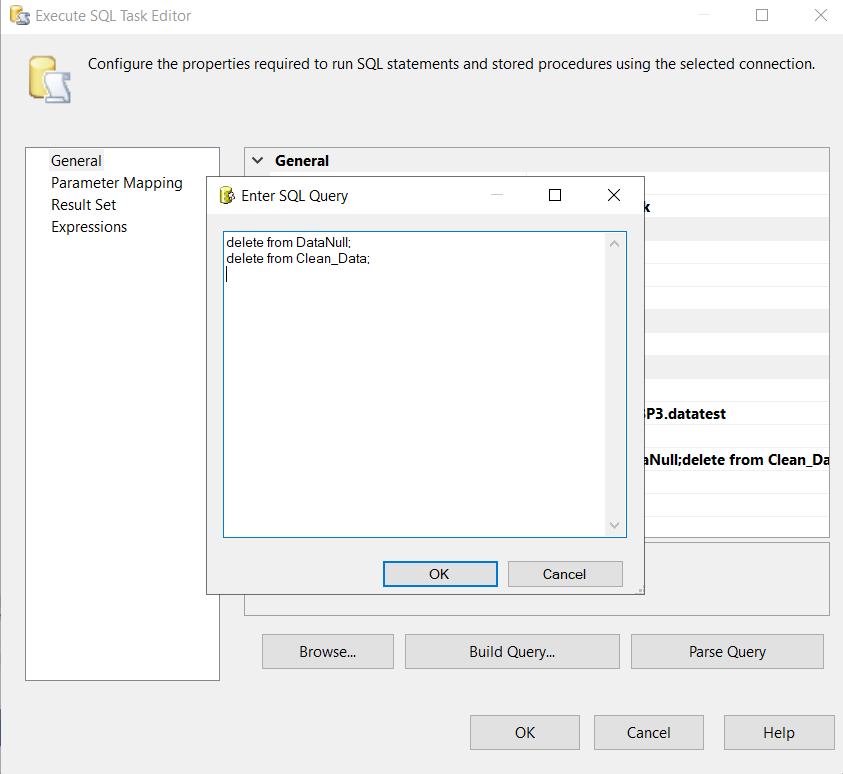 Execute SQL Task Editor
Configure the properties required to run SQL statements and stored procedures using the selected connection.
General
Parameter Mapping
Result Set
Expressions
General
Enter SQL Query
delete from DataNull;
delete from Clean_Data;
OK
Cancel
P3.datatest
aNull;delete from Clean_Da
Browse...
Build Query...
Parse Query
OK
Cancel
Help